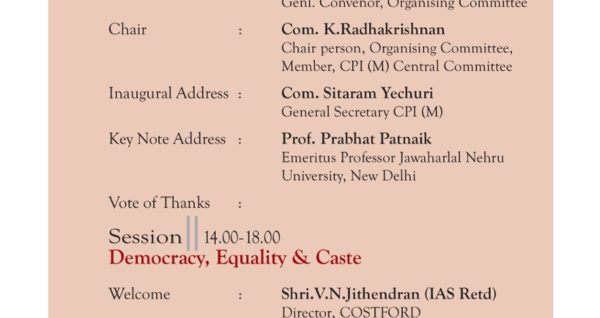 Genl. Convenor, Organising Committee
Chair : Com. K.Radhakrishnan
Chair person, Organising Committee,
Member, CPI (M) Central Committee
Inaugural Address : Com. Sitaram Yechuri
General Secretary CPI (M)
Key Note Address : Prof. Prabhat Patnaik
Emeritus Professor Jawaharlal Nehru
University, New Delhi
Vote of Thanks :
Session || 14.00-18.00
Democracy, Equality & Caste
Welcome : Shri.V.N.Jithendran (IAS Retd)
Director, COSTFORD